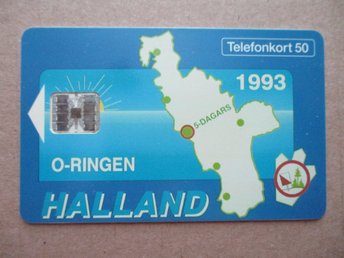 Telefonkort 50
1993
5-DAGARS
O-RINGEN
HALLAND